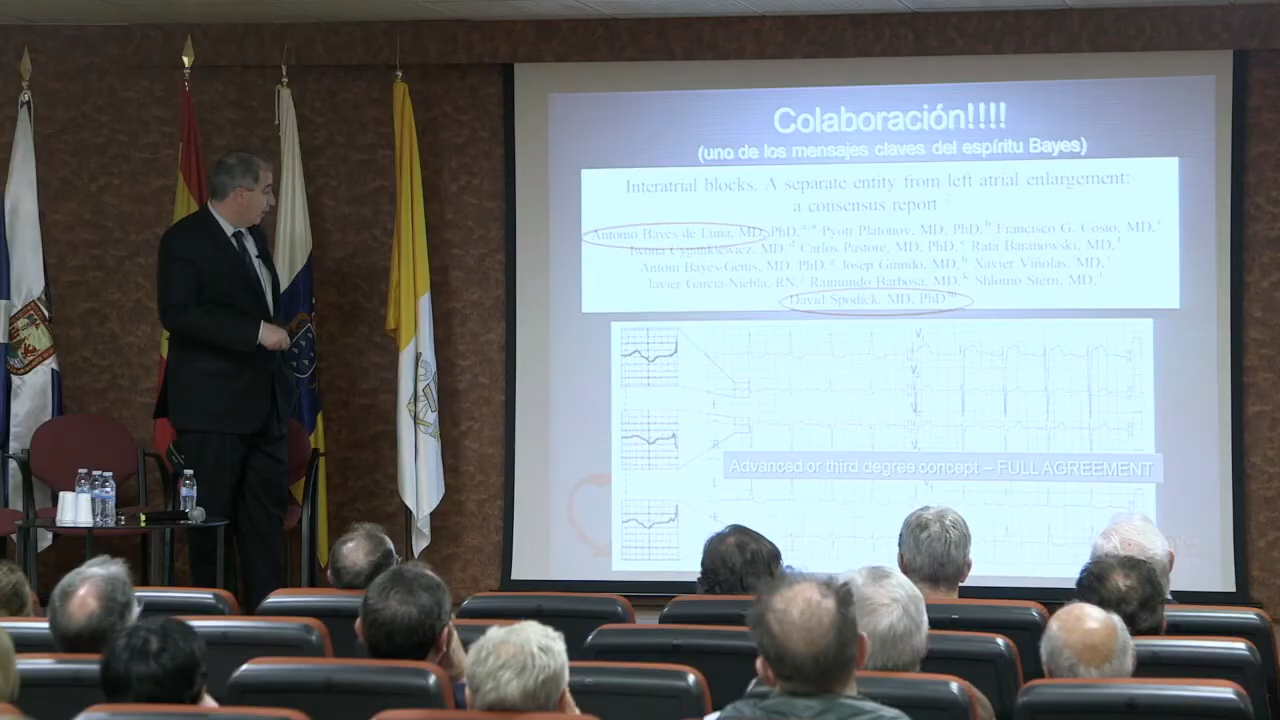 Colaboración!!!!
(uno de los mensajes claves del espíritu Bayes)
Interatrial blocks. A separate entity from left atrial enlargement:
a consensus report
Antonio Bayes de Luna, MD, PhD, Pyotr Platonov, MD, PhD, Francisco G. Cosio, MD,
Iwona Cygankiewicz, MD, Carlos Pastore, MD, PhD, Rafa Baranowski, MD,
Antoni Bayes-Genis, MD, PhD, Josep Guindo, MD, Xavier Viñolas, MD,
Javier Garcia-Niebla, RN, Raimundo Barbosa, MD, Shlomo Stern, MD,
David Spodick, MD, PhD
Advanced or third degree concept – FULL AGREEMENT